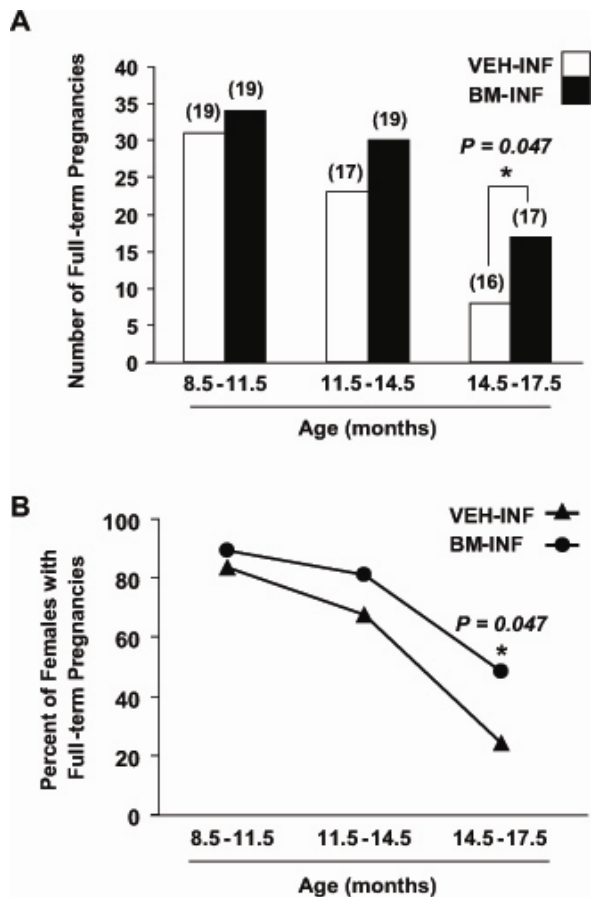 A
VEH-INF
BM-INF
Number of Full-term Pregnancies
40
35
30
25
20
15
10
5
0
(19)
(19)
(17)
(19)
P = 0.047
*
(16)
(17)
8.5-11.5
11.5-14.5
14.5-17.5
Age (months)
B
VEH-INF
BM-INF
Percent of Females with
Full-term Pregnancies
100
80
60
40
20
0
P = 0.047
*
8.5-11.5
11.5-14.5
14.5-17.5
Age (months)